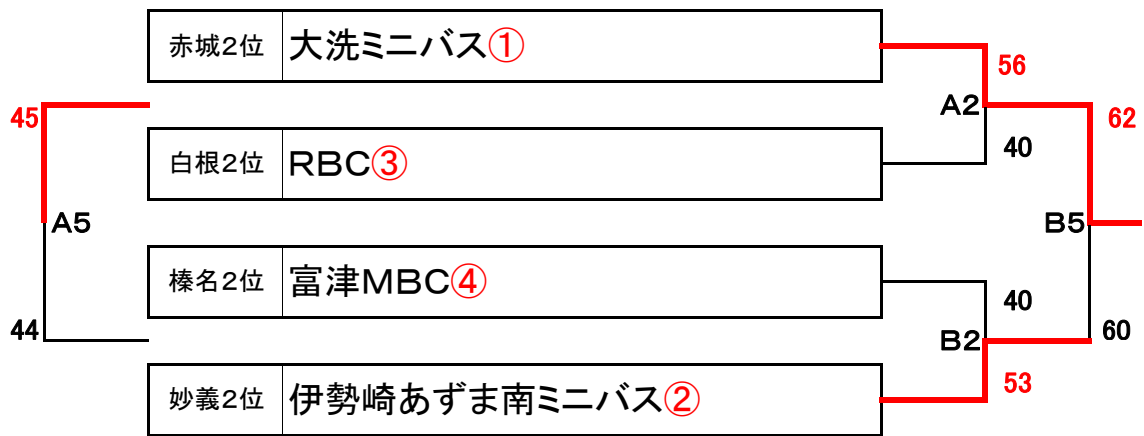 赤城2位 大洗ミニバス①
56
45 A2 62
白根2位 RBC③ 40
A5 B5
榛名2位 富津MBC④ 40
44 B2 60
妙義2位 伊勢崎あずま南ミニバス② 53